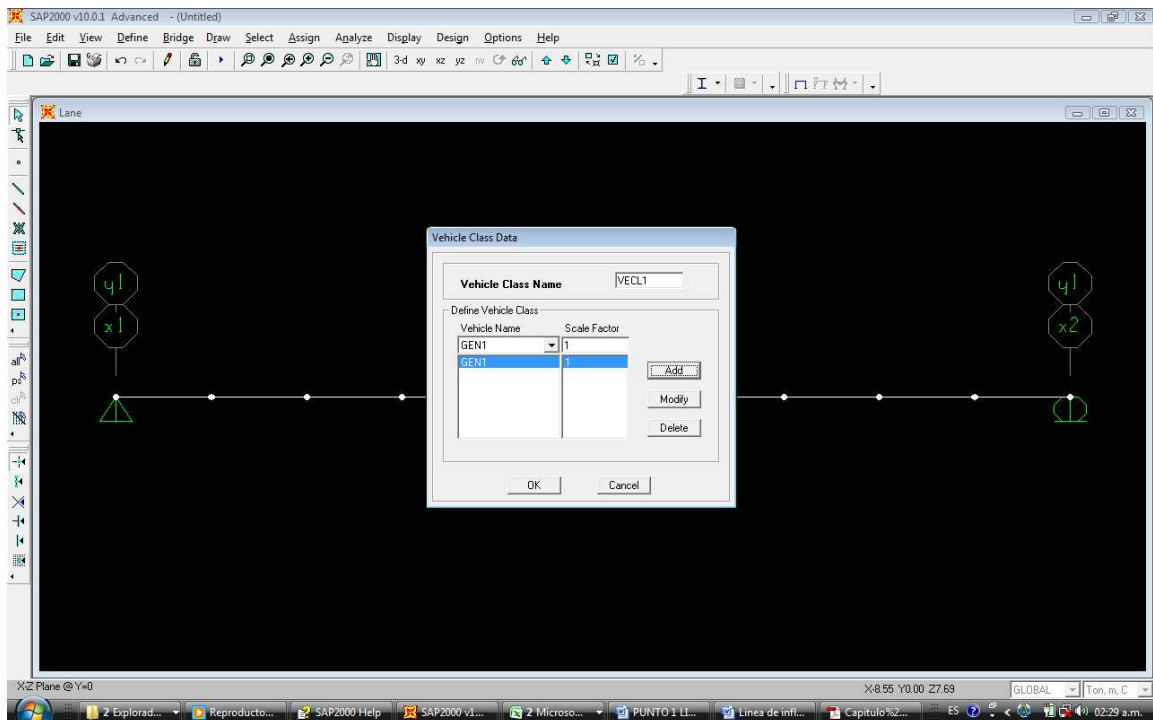 SAP2000 v10.0.1 Advanced - (Untitled)
File Edit View Define Bridge Draw Select Assign Analyze Display Design Options Help
3-d xy xz yz nv
Lane
all
ps
clr
Vehicle Class Data
Vehicle Class Name VECL1
Define Vehicle Class
Vehicle Name Scale Factor
GEN1 1
GEN1 1
Add
Modify
Delete
OK Cancel
y1 y1
x1 x2
X-Z Plane @ Y=0 X-8.55 Y0.00 Z7.69 GLOBAL Ton, m, C
2 Explorad... Reproducto... SAP2000 Help SAP2000 v1... 2 Microso... PUNTO 1 LI... Linea de infl... Capitulo%2... ES 02:29 a.m.